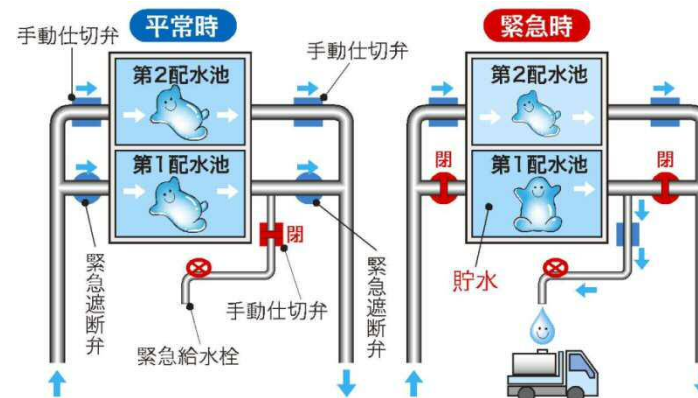 平常時
手動仕切弁
手動仕切弁
第2配水池
第1配水池
閉
緊急遮断弁
手動仕切弁
緊急給水栓
緊急遮断弁
緊急時
第2配水池
閉
第1配水池
閉
貯水